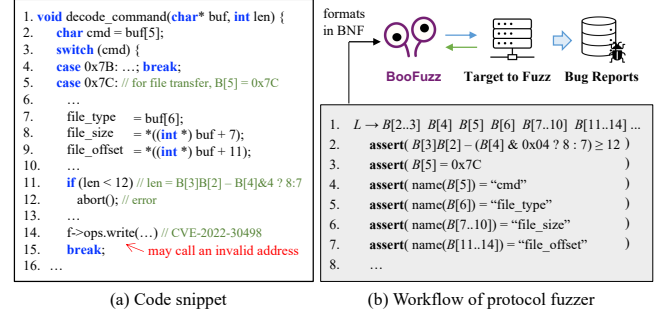 1. void decode_command(char* buf, int len) {
2. char cmd = buf[5];
3. switch (cmd) {
4. case 0x7B: …; break;
5. case 0x7C: // for file transfer, B[5] = 0x7C
6. …
7. file_type = buf[6];
8. file_size = *((int *) buf + 7);
9. file_offset = *((int *) buf + 11);
10. …
11. if (len < 12) // len = B[3]B[2] – B[4]&4 ? 8:7
12. abort(); // error
13. …
14. f->ops.write(…) // CVE-2022-30498
15. break; may call an invalid address
16. …
(a) Code snippet
formats
in BNF
BooFuzz
Target to Fuzz
Bug Reports
1. L → B[2..3] B[4] B[5] B[6] B[7..10] B[11..14] ...
2. assert( B[3]B[2] – (B[4] & 0x04 ? 8 : 7) ≥ 12 )
3. assert( B[5] = 0x7C )
4. assert( name(B[5]) = “cmd” )
5. assert( name(B[6]) = “file_type” )
6. assert( name(B[7..10]) = “file_size” )
7. assert( name(B[11..14]) = “file_offset” )
8. …
(b) Workflow of protocol fuzzer